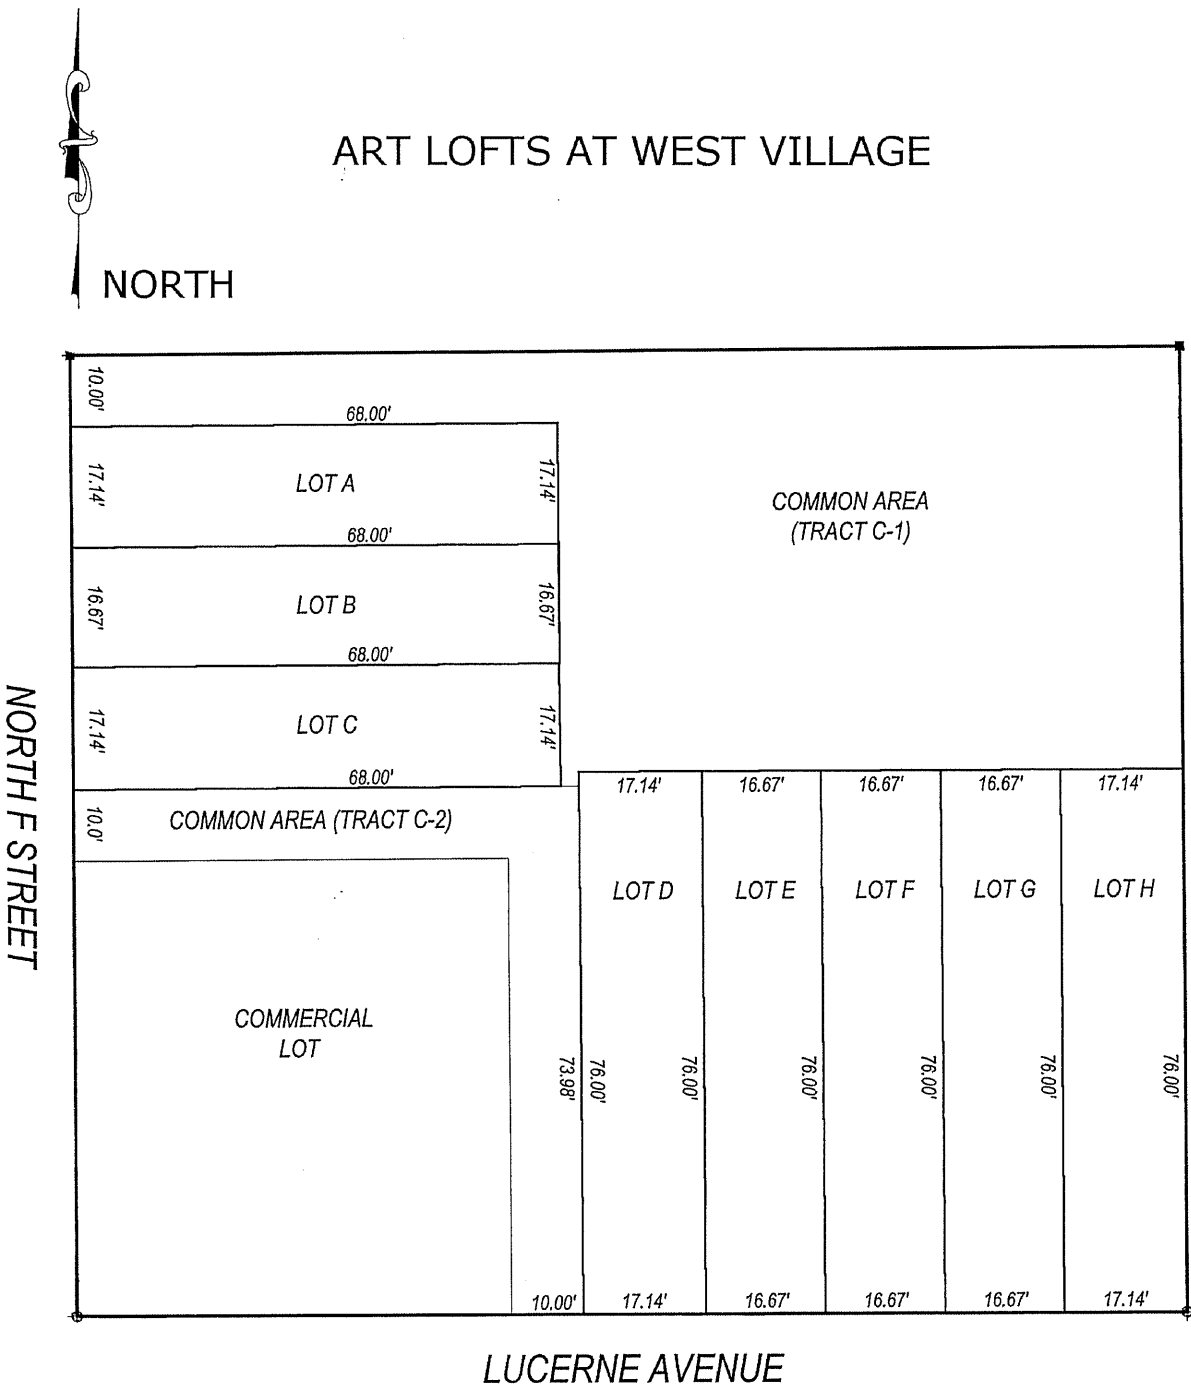 ART LOFTS AT WEST VILLAGE
NORTH
10.00'
68.00'
17.14'
LOT A
17.14'
COMMON AREA
(TRACT C-1)
68.00'
16.67'
LOT B
16.67'
68.00'
17.14'
LOT C
17.14'
68.00'
17.14'
16.67'
16.67'
16.67'
17.14'
10.0'
COMMON AREA (TRACT C-2)
LOT D
LOT E
LOT F
LOT G
LOT H
NORTH F STREET
COMMERCIAL
LOT
73.98'
76.00'
76.00'
76.00'
76.00'
76.00'
76.00'
10.00'
17.14'
16.67'
16.67'
16.67'
17.14'
LUCERNE AVENUE